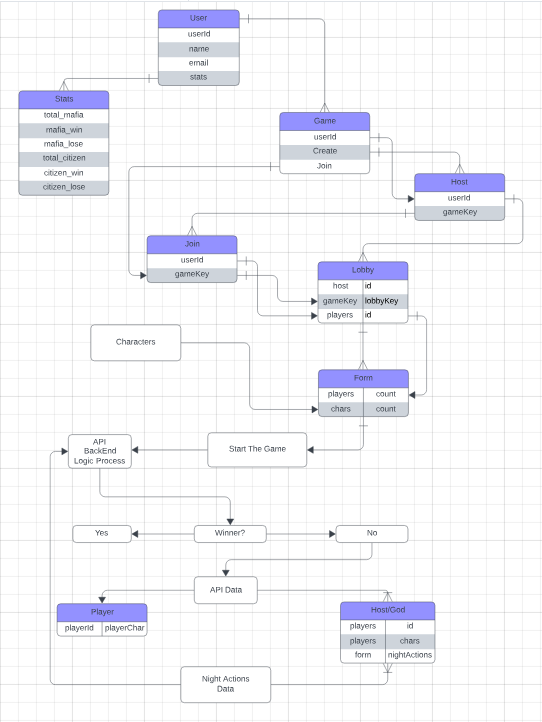 User
userId
name
email
stats
Stats
total_mafia
mafia_win
mafia_lose
total_citizen
citizen_win
citizen_lose
Game
userId
Create
Join
Host
userId
gameKey
Join
userId
gameKey
Lobby
host id
gameKey lobbyKey
players id
Characters
Form
players count
chars count
API
BackEnd
Logic Process
Start The Game
Yes
Winner?
No
API Data
Player
playerId playerChar
Host/God
players id
players chars
form nightActions
Night Actions
Data